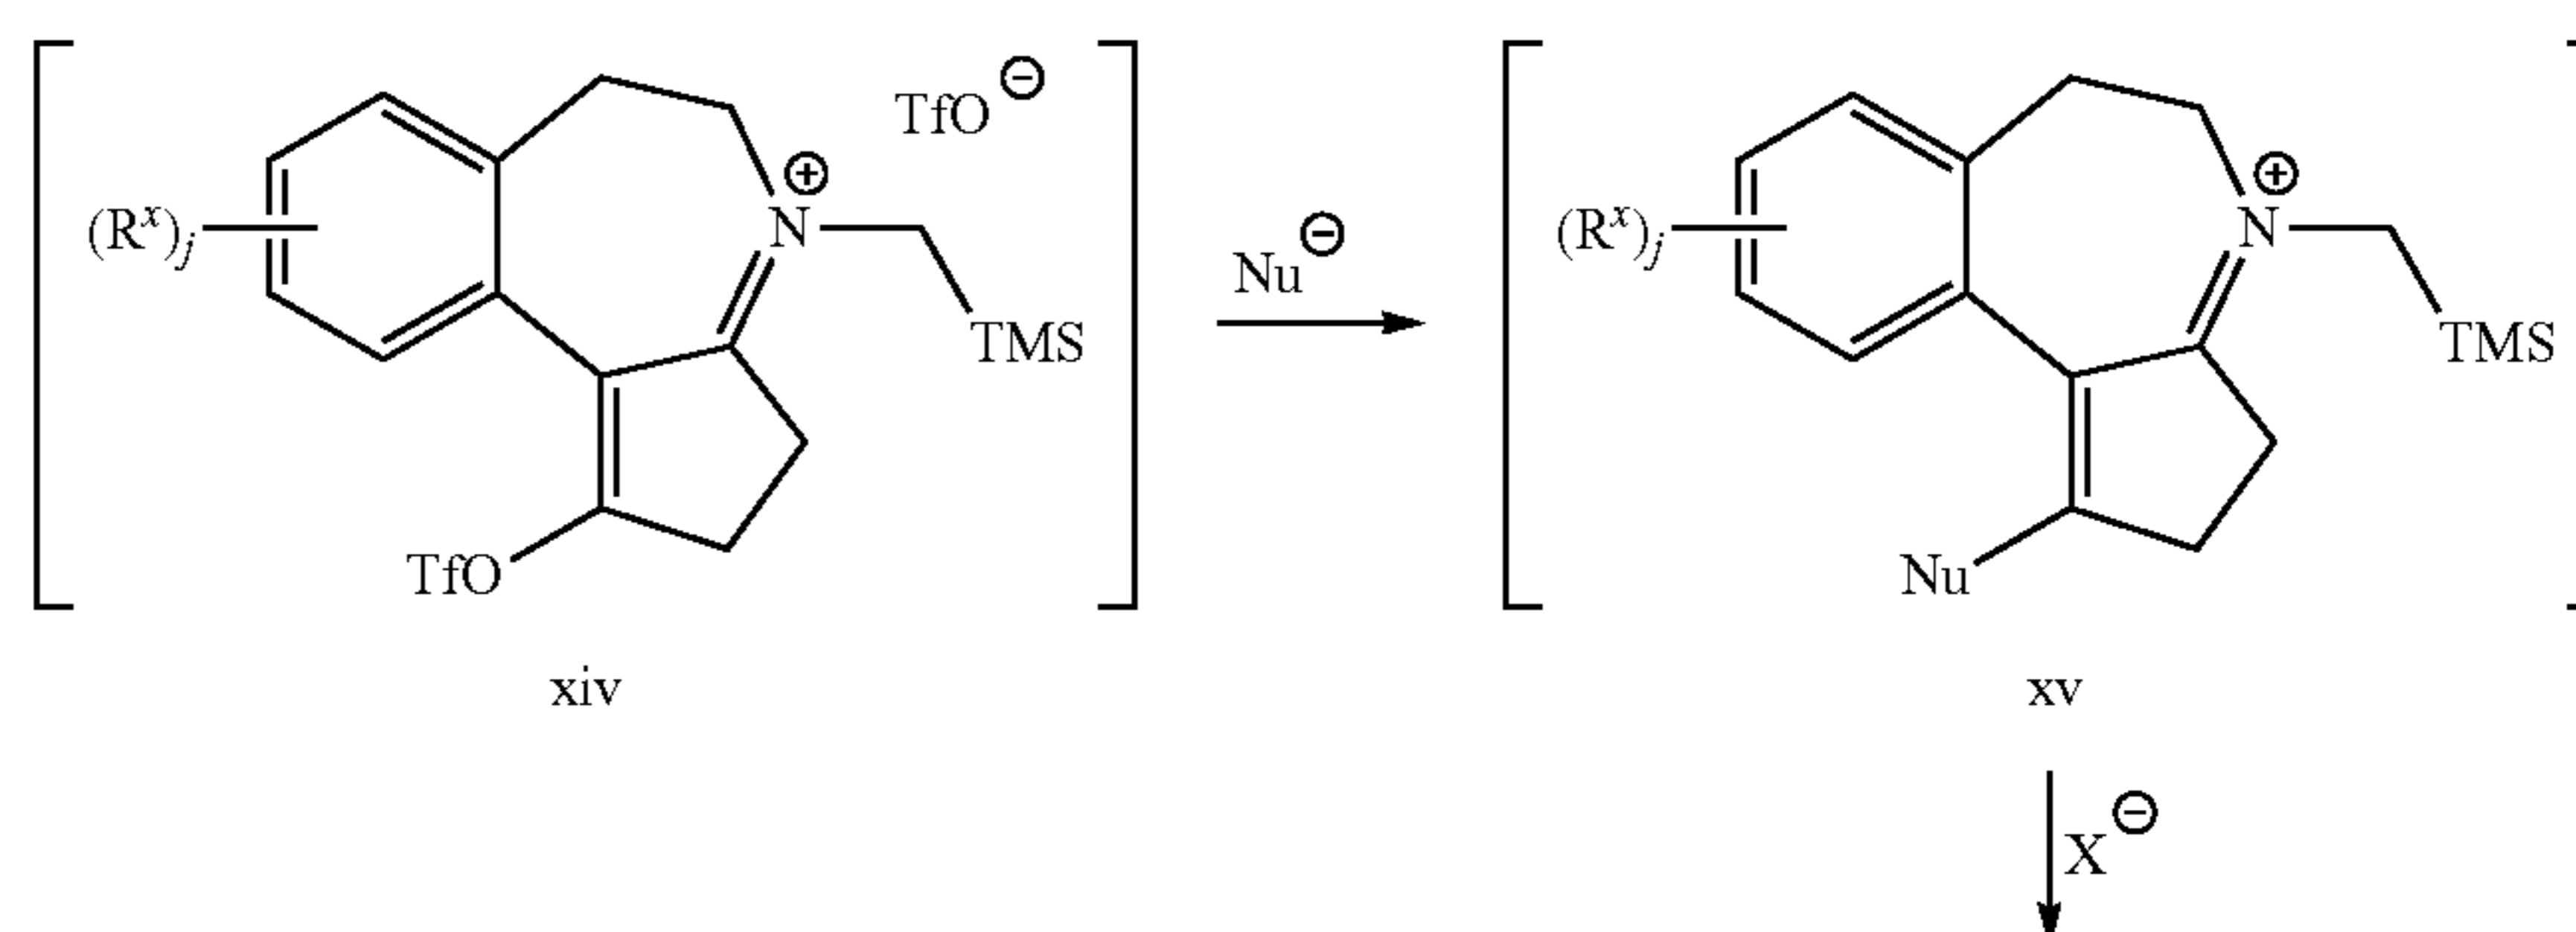 TfO⊖
(Rˣ)ⱼ
N⊕
TMS
TfO
xiv
Nu⊖
(Rˣ)ⱼ
N⊕
TMS
Nu
xv
X⊖